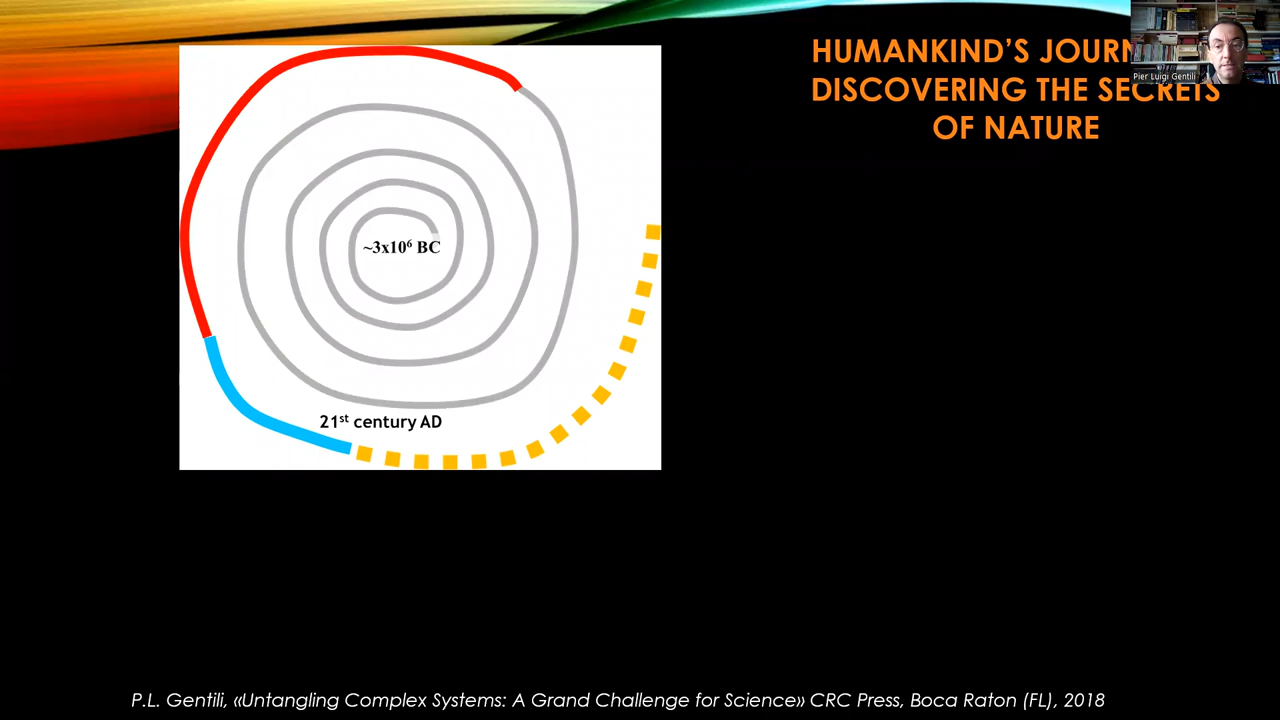 HUMANKIND'S JOURN
Pier Luigi Gentili
DISCOVERING THE SECRETS
OF NATURE
~3x10⁶ BC
21st century AD
P.L. Gentili, «Untangling Complex Systems: A Grand Challenge for Science» CRC Press, Boca Raton (FL), 2018